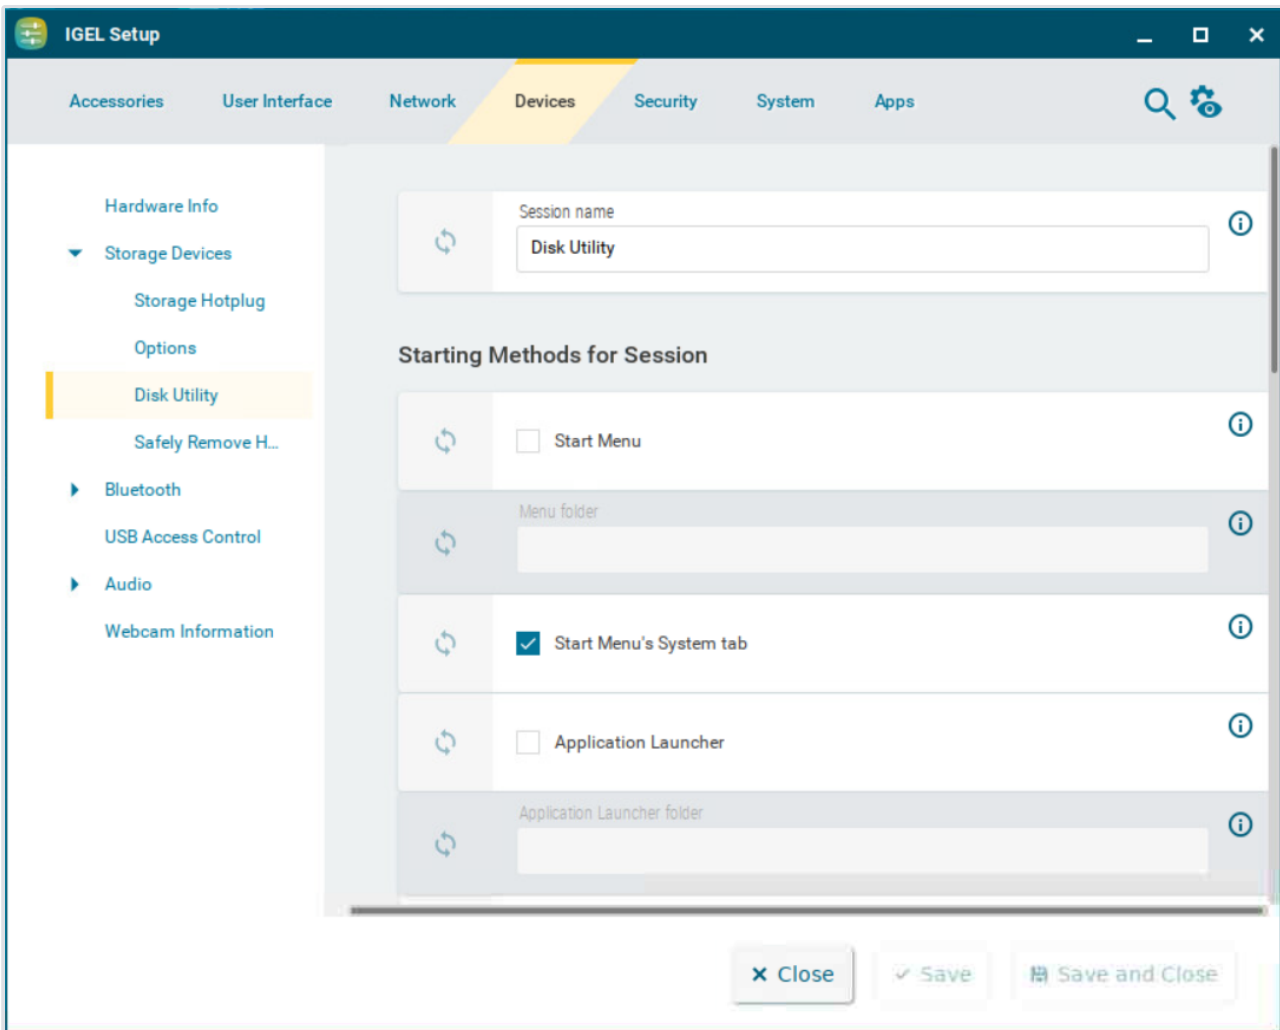 IGEL Setup
Accessories User Interface Network Devices Security System Apps
Hardware Info
Storage Devices
Storage Hotplug
Options
Disk Utility
Safely Remove H...
Bluetooth
USB Access Control
Audio
Webcam Information
Session name
Disk Utility
Starting Methods for Session
Start Menu
Menu folder
Start Menu's System tab
Application Launcher
Application Launcher folder
Close Save Save and Close